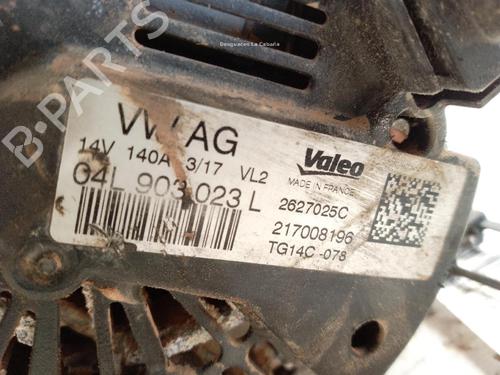 Desguaces La Cabaña
B-PARTS
VW AG
14V 140A 3/17 VL2
04L 903 023 L
Valeo
MADE IN FRANCE
2627025C
217008196
TG14C -078